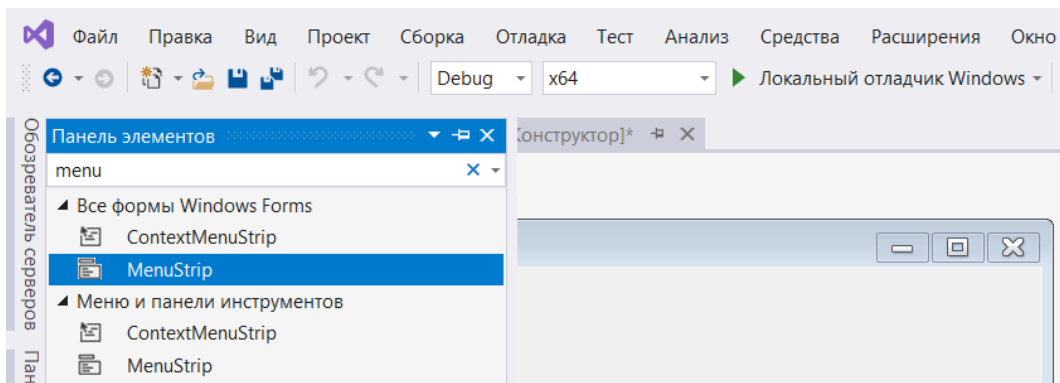 Файл Правка Вид Проект Сборка Отладка Тест Анализ Средства Расширения Окно
Debug x64 Локальный отладчик Windows
Обозреватель серверов
Пан
Панель элементов
Конструктор]*
menu
Все формы Windows Forms
ContextMenuStrip
MenuStrip
Меню и панели инструментов
ContextMenuStrip
MenuStrip